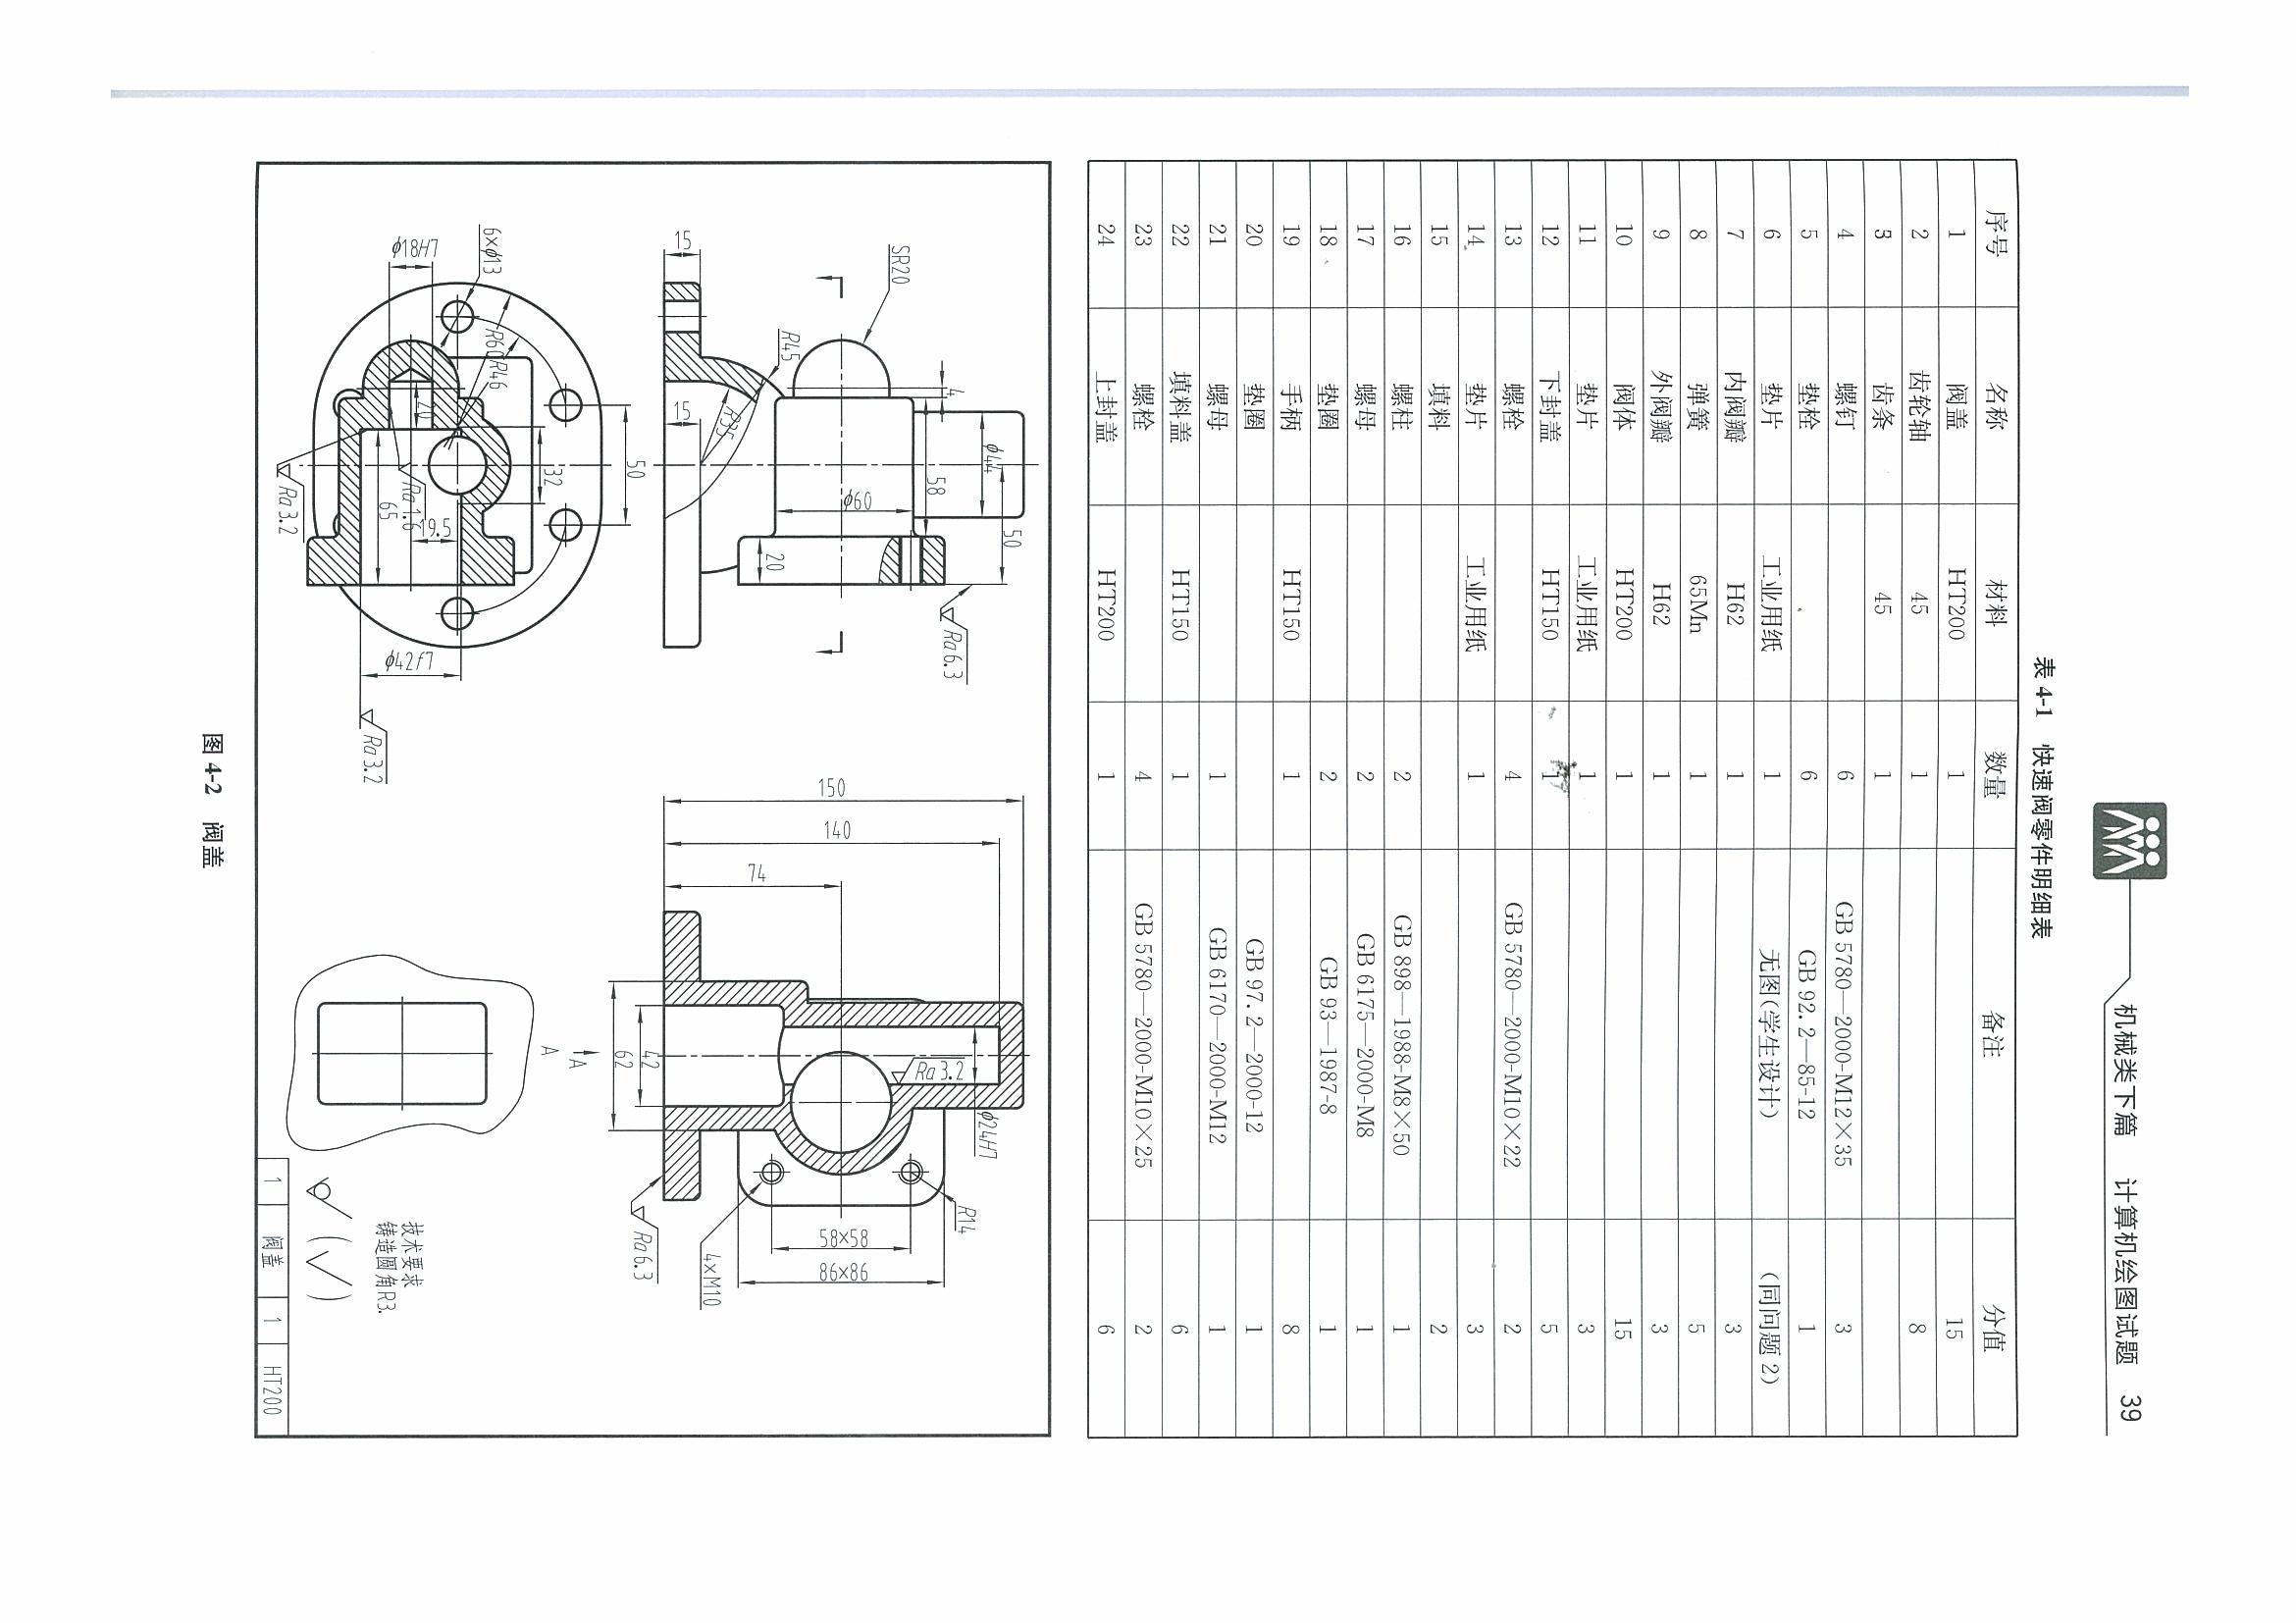 机械类下篇 计算机绘图试题 39
表 4-1 快速阀零件明细表
序号 名称 材料 数量 备注 分值
1 阀盖 HT200 1 15
2 齿轮轴 45 1 8
3 齿条 45 1
4 螺钉 6 GB 5780—2000-M12×35 3
5 垫栓 6 GB 92.2—85-12 1
6 垫片 工业用纸 1 无图(学生设计) (同问题 2)
7 内阀瓣 H62 1 3
8 弹簧 65Mn 1 5
9 外阀瓣 H62 1 3
10 阀体 HT200 1 15
11 垫片 工业用纸 1 3
12 下封盖 HT150 1 5
13 螺栓 4 GB 5780—2000-M10×22 2
14 垫片 工业用纸 1 3
15 填料 2
16 螺柱 2 GB 898—1988-M8×50 1
17 螺母 2 GB 6175—2000-M8 1
18 垫圈 2 GB 93—1987-8 1
19 手柄 HT150 1 8
20 垫圈 GB 97.2—2000-12 1
21 螺母 1 GB 6170—2000-M12 1
22 填料盖 HT150 1 6
23 螺栓 4 GB 5780—2000-M10×25 2
24 上封盖 HT200 1 6
50
ϕ44
Ra 6.3
4
58
SR20
ϕ60
R45
R35
20
15
15
ϕ24H7
R14
Ra 3.2
150
140
74
58×58
86×86
4×M10
42
62
Ra 6.3
A
A
50
32
6×ϕ13
R60
R46
20
19.5
ϕ18H7
Ra 1.6
65
ϕ42f7
Ra 3.2
Ra 3.2
技术要求
铸造圆角R3.
1 阀盖 1 HT200
图 4-2 阀盖